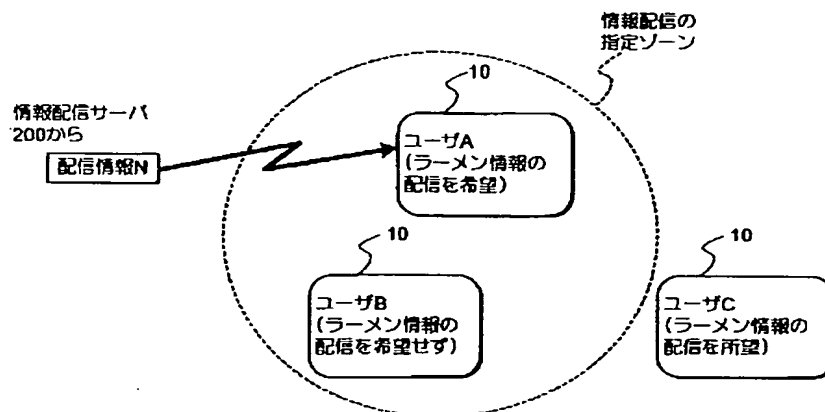 情報配信の
指定ゾーン
10
情報配信サーバ
200から
配信情報N
ユーザA
(ラーメン情報の
配信を希望)
10
ユーザB
(ラーメン情報の
配信を希望せず)
10
ユーザC
(ラーメン情報の
配信を所望)